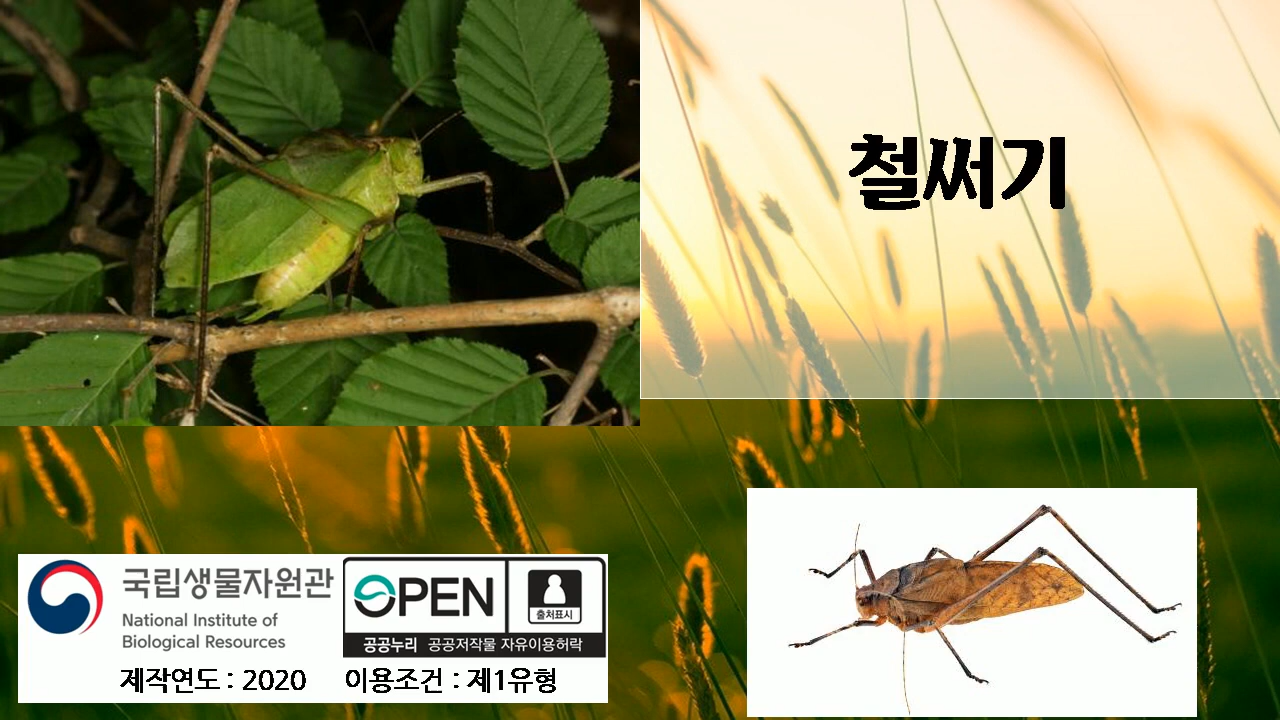 철써기
국립생물자원관
National Institute of
Biological Resources
OPEN
출처표시
공공누리 공공저작물 자유이용허락
제작연도 : 2020 이용조건 : 제1유형